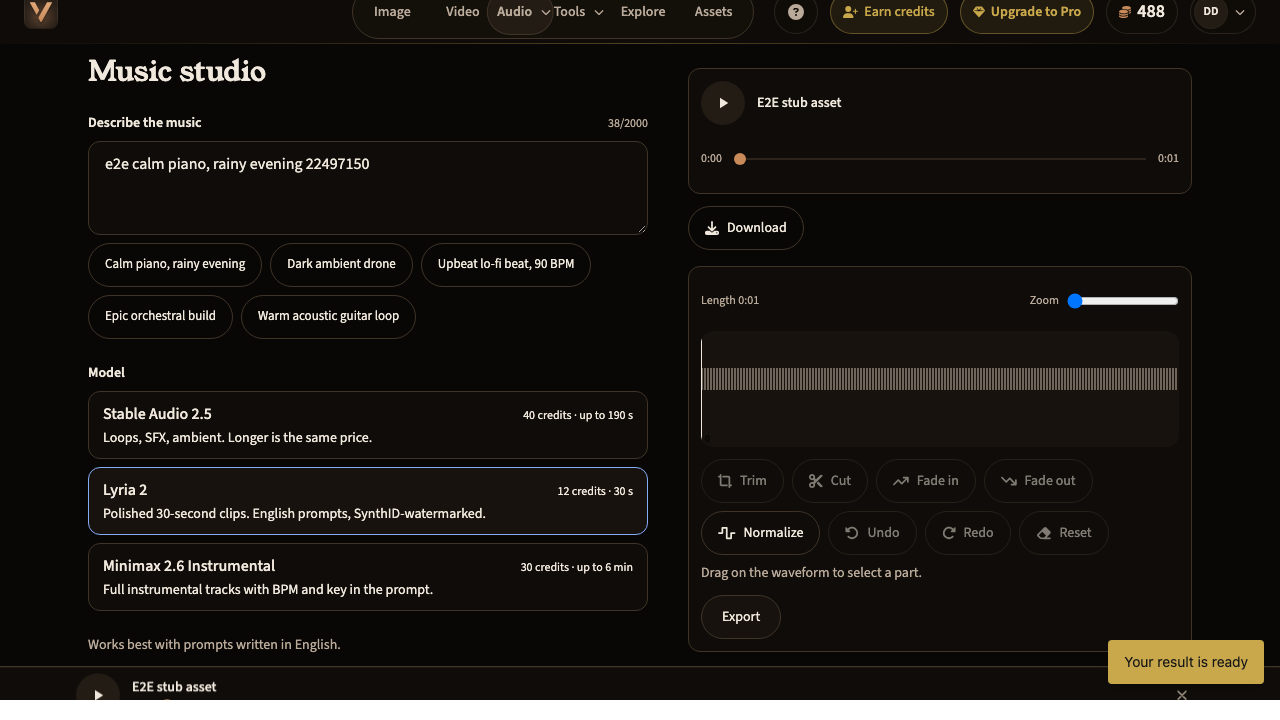 Image Video Audio Tools Explore Assets ? Earn credits Upgrade to Pro 488 DD
Music studio
Describe the music 38/2000
e2e calm piano, rainy evening 22497150
Calm piano, rainy evening Dark ambient drone Upbeat lo-fi beat, 90 BPM
Epic orchestral build Warm acoustic guitar loop
Model
Stable Audio 2.5 40 credits · up to 190 s
Loops, SFX, ambient. Longer is the same price.
Lyria 2 12 credits · 30 s
Polished 30-second clips. English prompts, SynthID-watermarked.
Minimax 2.6 Instrumental 30 credits · up to 6 min
Full instrumental tracks with BPM and key in the prompt.
Works best with prompts written in English.
E2E stub asset
0:00 0:01
Download
Length 0:01 Zoom
Trim Cut Fade in Fade out
Normalize Undo Redo Reset
Drag on the waveform to select a part.
Export
Your result is ready
E2E stub asset